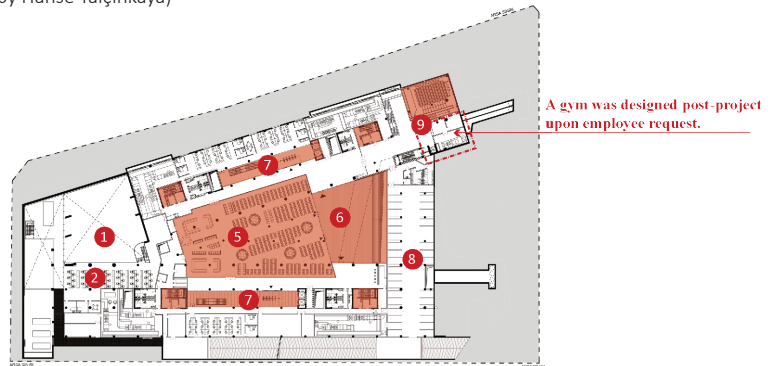 by Hanse Yalçınkaya)
A gym was designed post-project
upon employee request.
9
7
6
5
1
8
2
7